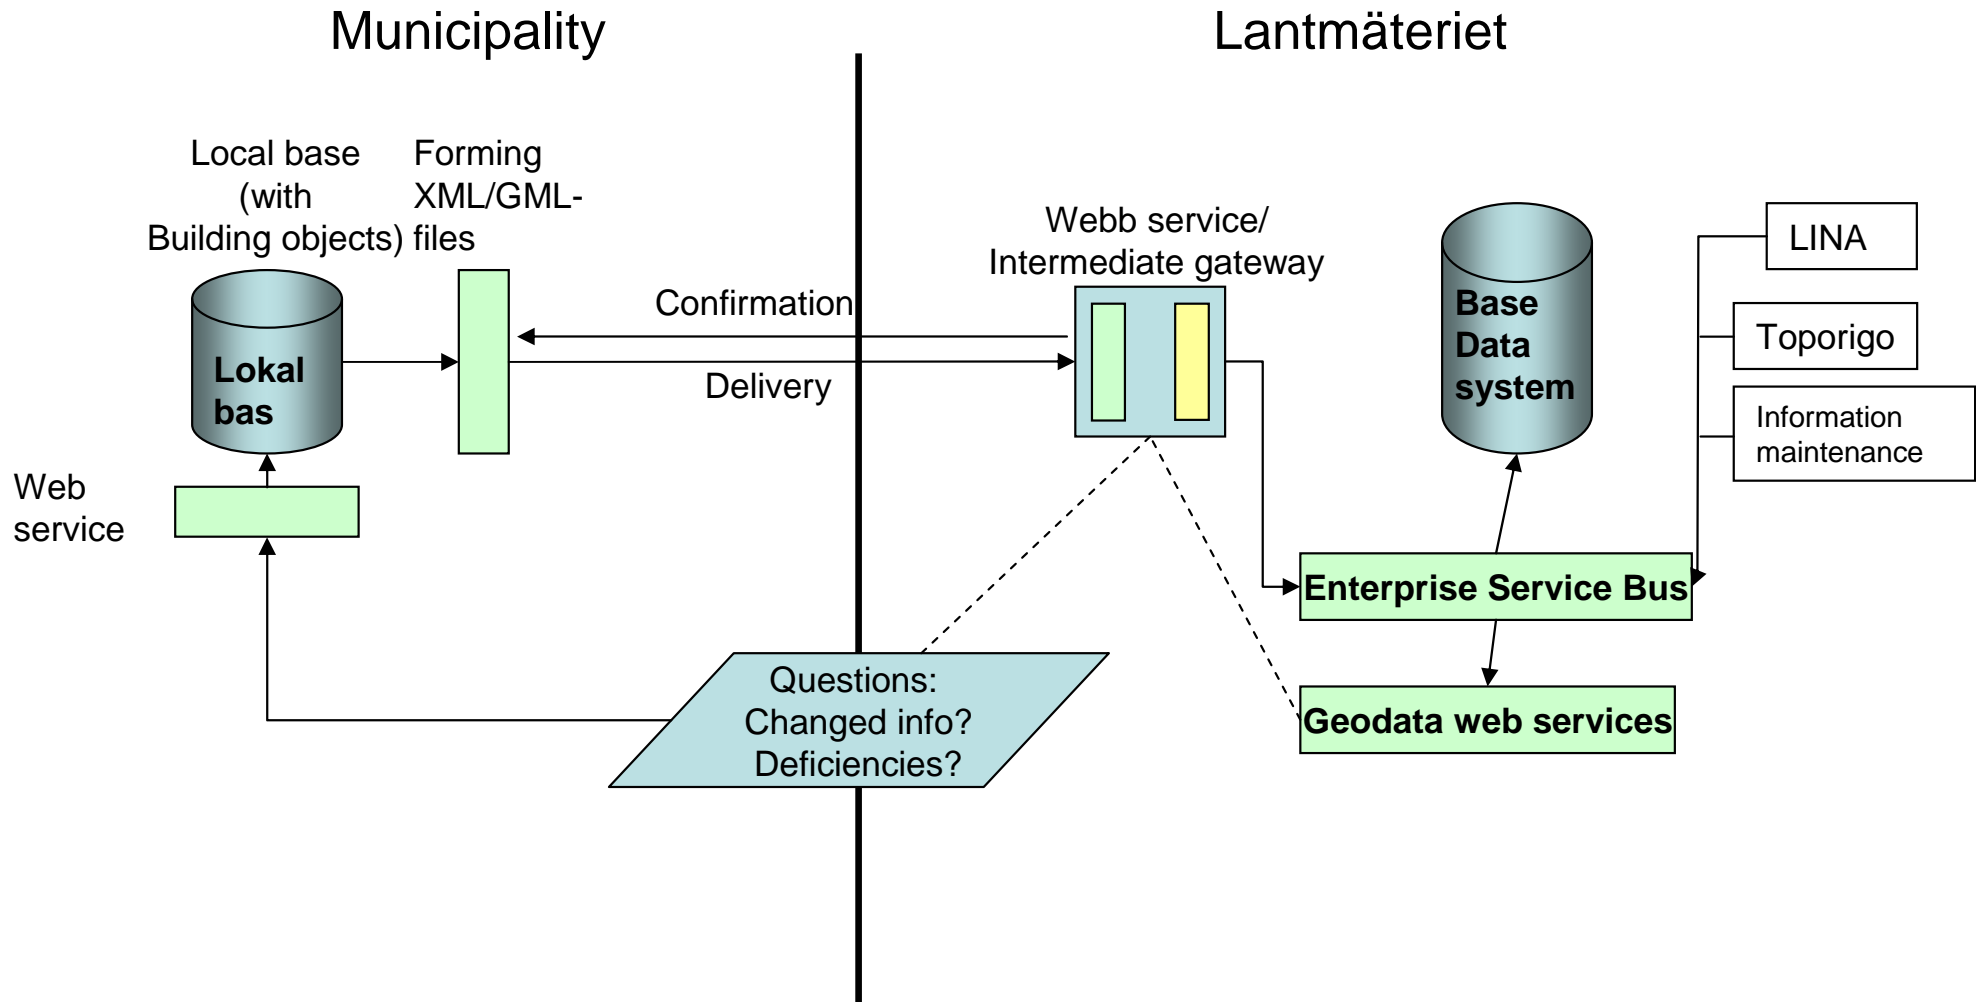 Municipality
Lantmäteriet
Local base
(with
Building objects)
Forming
XML/GML-
files
Webb service/
Intermediate gateway
LINA
Toporigo
Information
maintenance
Confirmation
Delivery
Lokal
bas
Base
Data
system
Web
service
Enterprise Service Bus
Questions:
Changed info?
Deficiencies?
Geodata web services